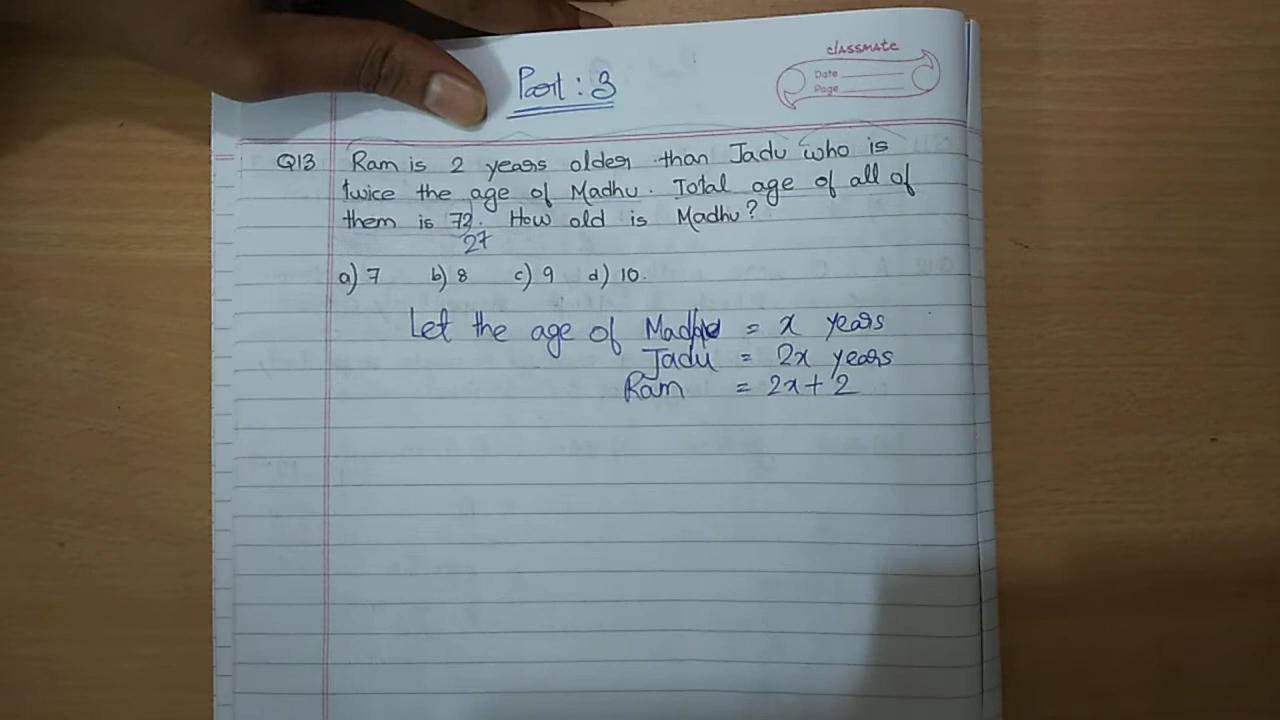 Part : 3
classmate
Date
Page
Q13 Ram is 2 years older than Jadu who is
twice the age of Madhu. Total age of all of
them is 72. How old is Madhu?
27
a) 7 b) 8 c) 9 d) 10.
Let the age of Madhu = x years
Jadu = 2x years
Ram = 2x+2